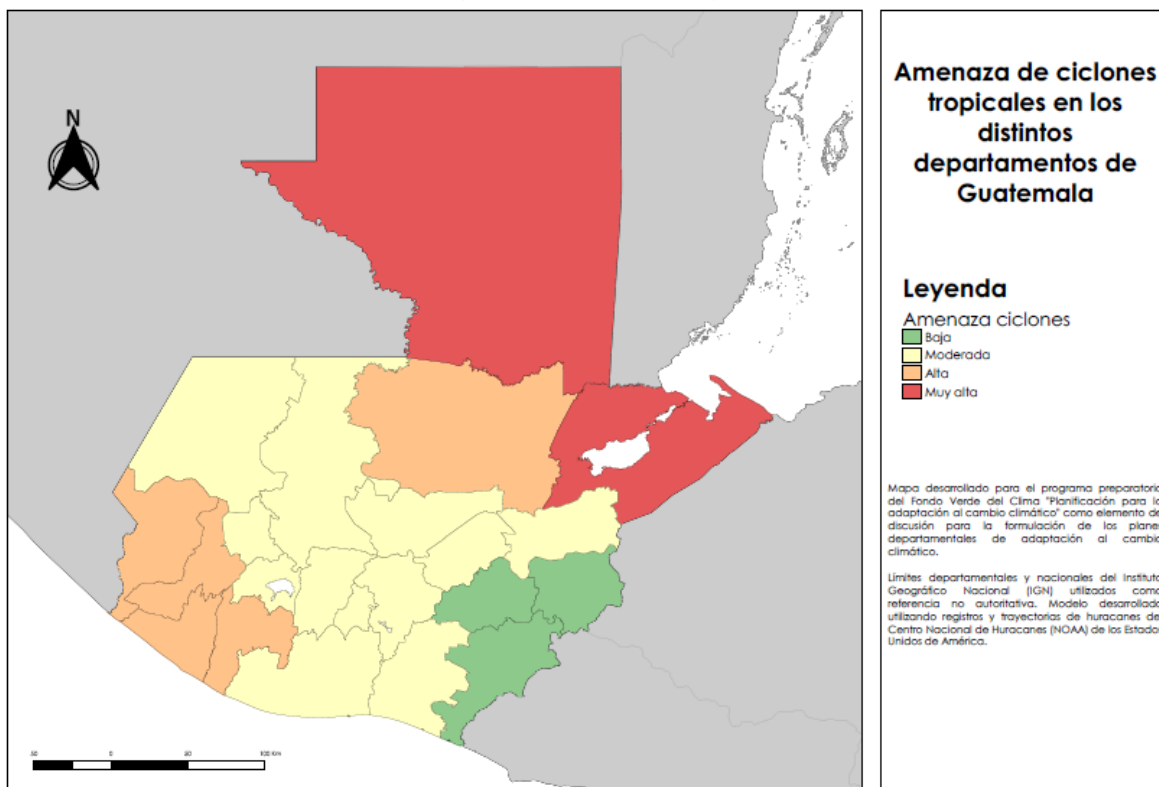 N
50 0 50 100 Km
Amenaza de ciclones
tropicales en los
distintos
departamentos de
Guatemala
Leyenda
Amenaza ciclones
Baja
Moderada
Alta
Muy alta
Mapa desarrollado para el programa preparatorio
del Fondo Verde del Clima "Planificación para la
adaptación al cambio climático" como elemento de
discusión para la formulación de los planes
departamentales de adaptación al cambio
climático.
Límites departamentales y nacionales del Instituto
Geográfico Nacional (IGN) utilizados como
referencia no autoritativa. Modelo desarrollado
utilizando registros y trayectorias de huracanes del
Centro Nacional de Huracanes (NOAA) de los Estados
Unidos de América.